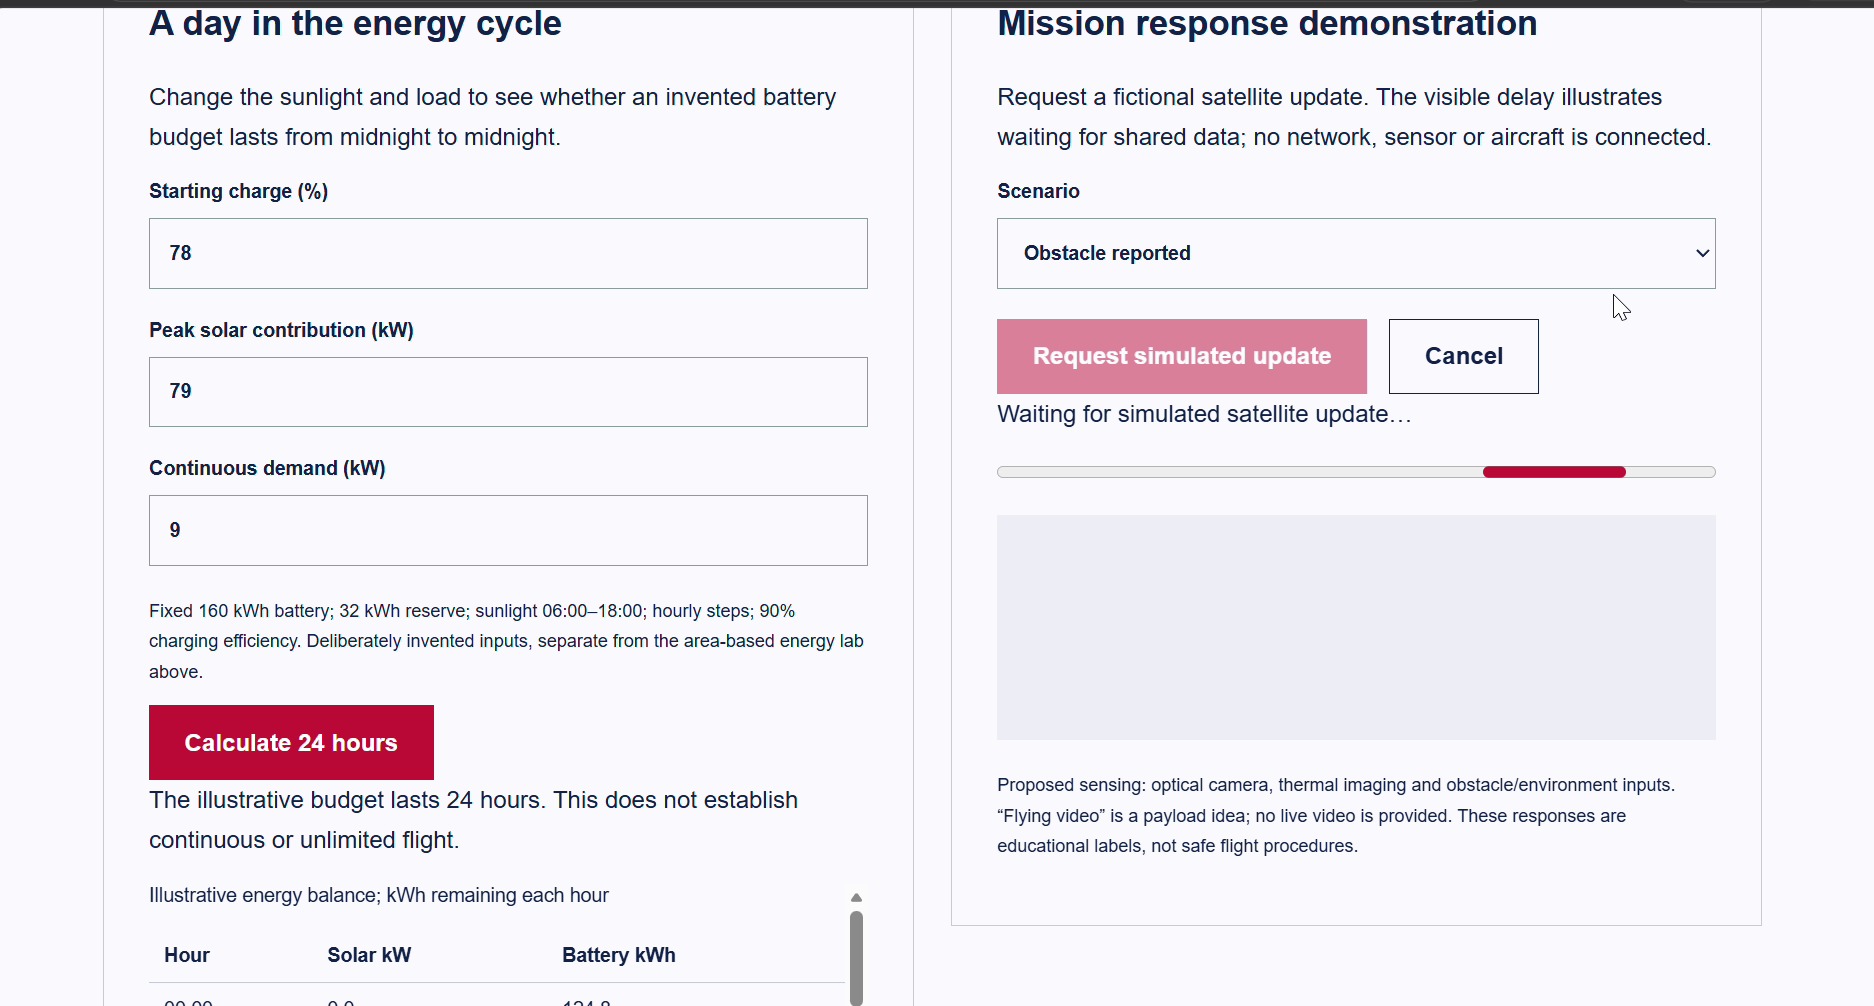 A day in the energy cycle
Change the sunlight and load to see whether an invented battery
budget lasts from midnight to midnight.
Starting charge (%)
78
Peak solar contribution (kW)
79
Continuous demand (kW)
9
Fixed 160 kWh battery; 32 kWh reserve; sunlight 06:00–18:00; hourly steps; 90%
charging efficiency. Deliberately invented inputs, separate from the area-based energy lab
above.
Calculate 24 hours
The illustrative budget lasts 24 hours. This does not establish
continuous or unlimited flight.
Illustrative energy balance; kWh remaining each hour
Hour Solar kW Battery kWh
Mission response demonstration
Request a fictional satellite update. The visible delay illustrates
waiting for shared data; no network, sensor or aircraft is connected.
Scenario
Obstacle reported
Request simulated update Cancel
Waiting for simulated satellite update…
Proposed sensing: optical camera, thermal imaging and obstacle/environment inputs.
“Flying video” is a payload idea; no live video is provided. These responses are
educational labels, not safe flight procedures.